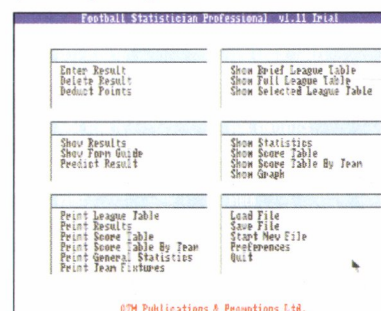 Football Statistician Professional v1.11 Trial
Enter Result
Delete Result
Deduct Points
Show Brief League Table
Show Full League Table
Show Selected League Table
Show Results
Show Form Guide
Predict Result
Show Statistics
Show Score Table
Show Score Table By Team
Show Graph
Print League Table
Print Results
Print Score Table
Print Score Table By Team
Print General Statistics
Print Team Fixtures
Load File
Save File
Start New File
Preferences
Quit
OTM Publications & Promotions Ltd.